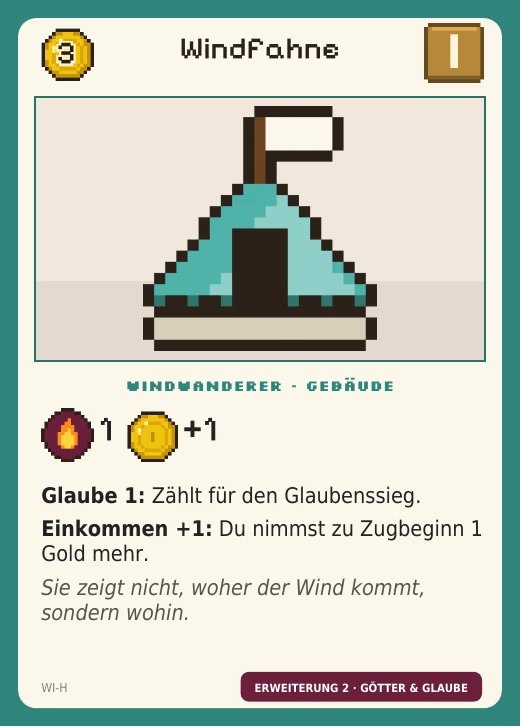 3
Windfahne
I
WINDWANDERER · GEBÄUDE
1
+1
Glaube 1: Zählt für den Glaubenssieg.
Einkommen +1: Du nimmst zu Zugbeginn 1
Gold mehr.
Sie zeigt nicht, woher der Wind kommt,
sondern wohin.
WI-H
ERWEITERUNG 2 · GÖTTER & GLAUBE